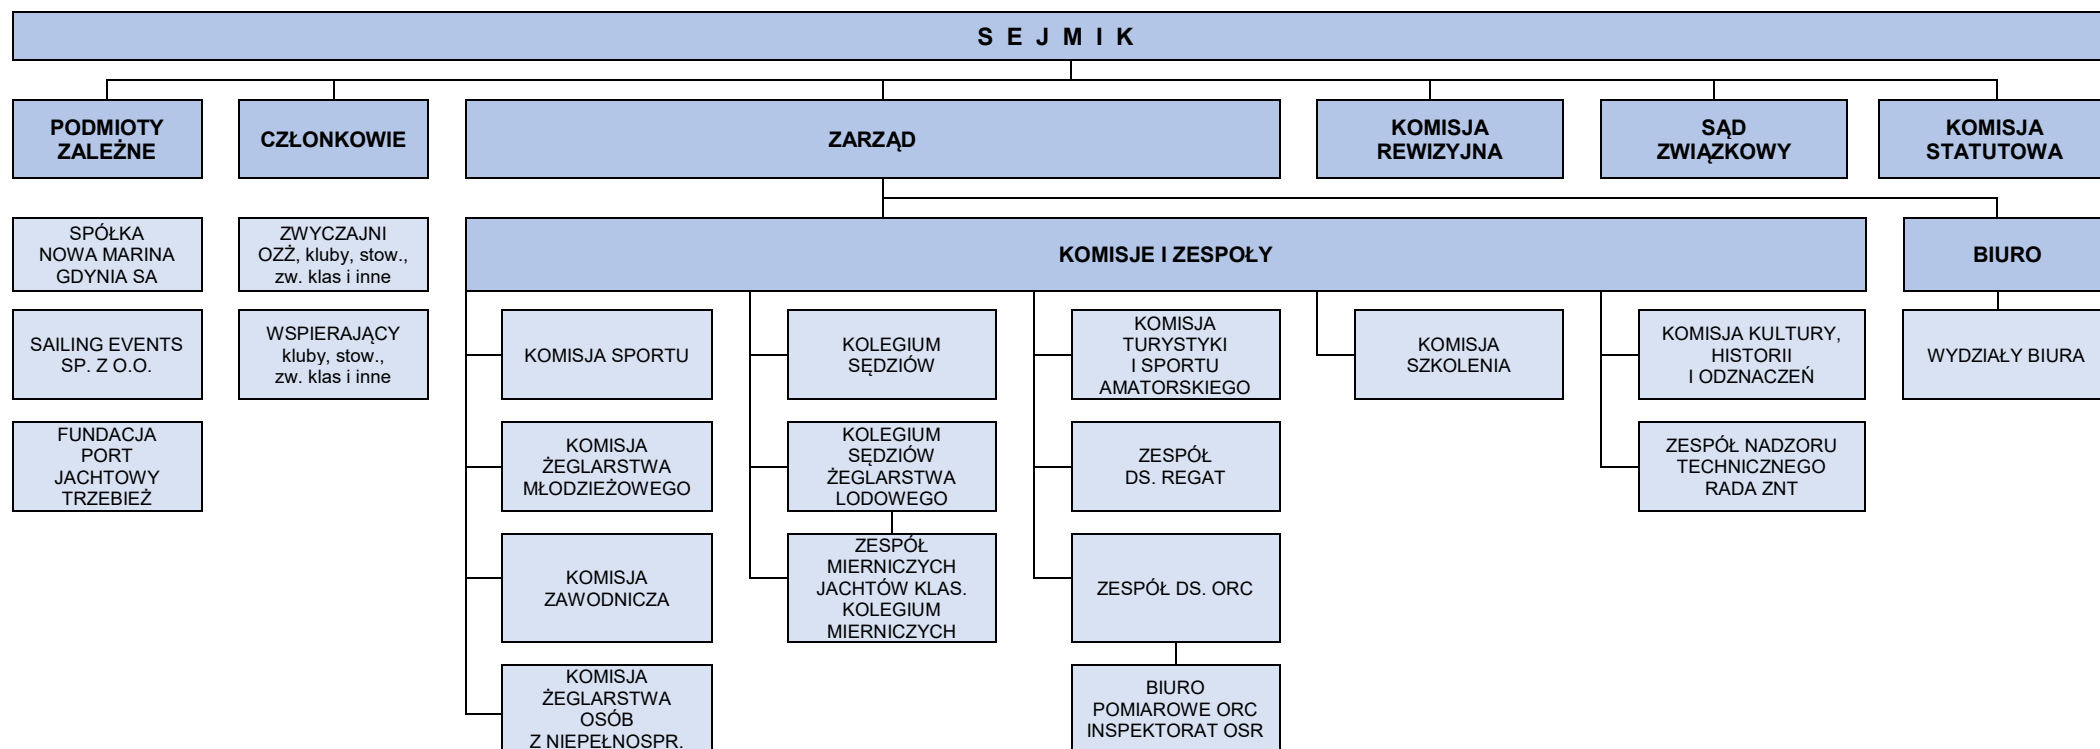 S E J M I K
PODMIOTY
ZALEŻNE
CZŁONKOWIE
ZARZĄD
KOMISJA
REWIZYJNA
SĄD
ZWIĄZKOWY
KOMISJA
STATUTOWA
SPÓŁKA
NOWA MARINA
GDYNIA SA
ZWYCZAJNI
OZŻ, kluby, stow.,
zw. klas i inne
KOMISJE I ZESPOŁY
BIURO
SAILING EVENTS
SP. Z O.O.
WSPIERAJĄCY
kluby, stow.,
zw. klas i inne
KOMISJA SPORTU
KOLEGIUM
SĘDZIÓW
KOMISJA
TURYSTYKI
I SPORTU
AMATORSKIEGO
KOMISJA
SZKOLENIA
KOMISJA KULTURY,
HISTORII
I ODZNACZEŃ
WYDZIAŁY BIURA
FUNDACJA
PORT
JACHTOWY
TRZEBIEŻ
KOMISJA
ŻEGLARSTWA
MŁODZIEŻOWEGO
KOLEGIUM
SĘDZIÓW
ŻEGLARSTWA
LODOWEGO
ZESPÓŁ
DS. REGAT
ZESPÓŁ NADZORU
TECHNICZNEGO
RADA ZNT
KOMISJA
ZAWODNICZA
ZESPÓŁ
MIERNICZYCH
JACHTÓW KLAS.
KOLEGIUM
MIERNICZYCH
ZESPÓŁ DS. ORC
KOMISJA
ŻEGLARSTWA
OSÓB
Z NIEPEŁNOSPR.
BIURO
POMIAROWE ORC
INSPEKTORAT OSR